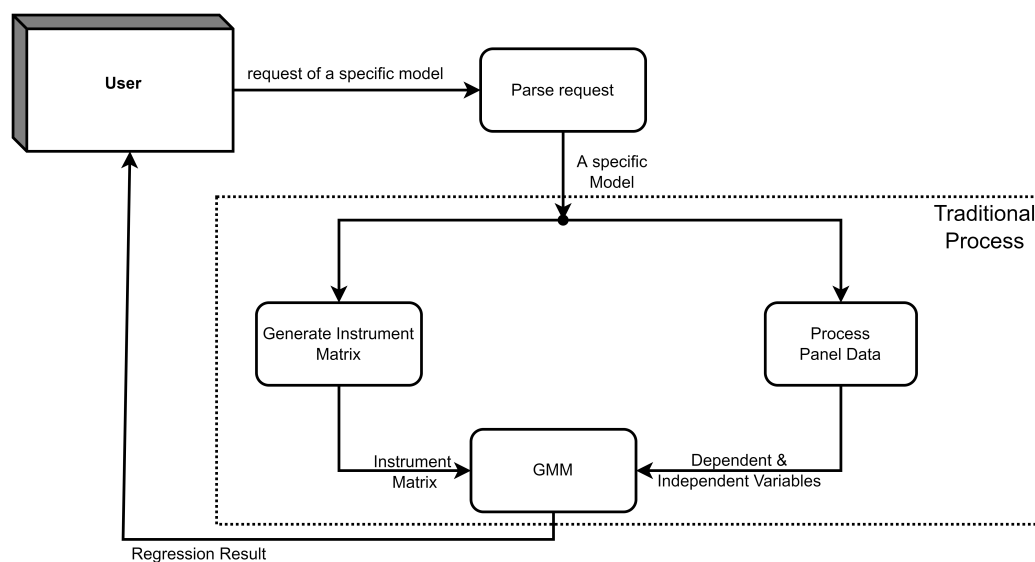 User
request of a specific model
Parse request
A specific
Model
Traditional
Process
Generate Instrument
Matrix
Process
Panel Data
Instrument
Matrix
GMM
Dependent &
Independent Variables
Regression Result